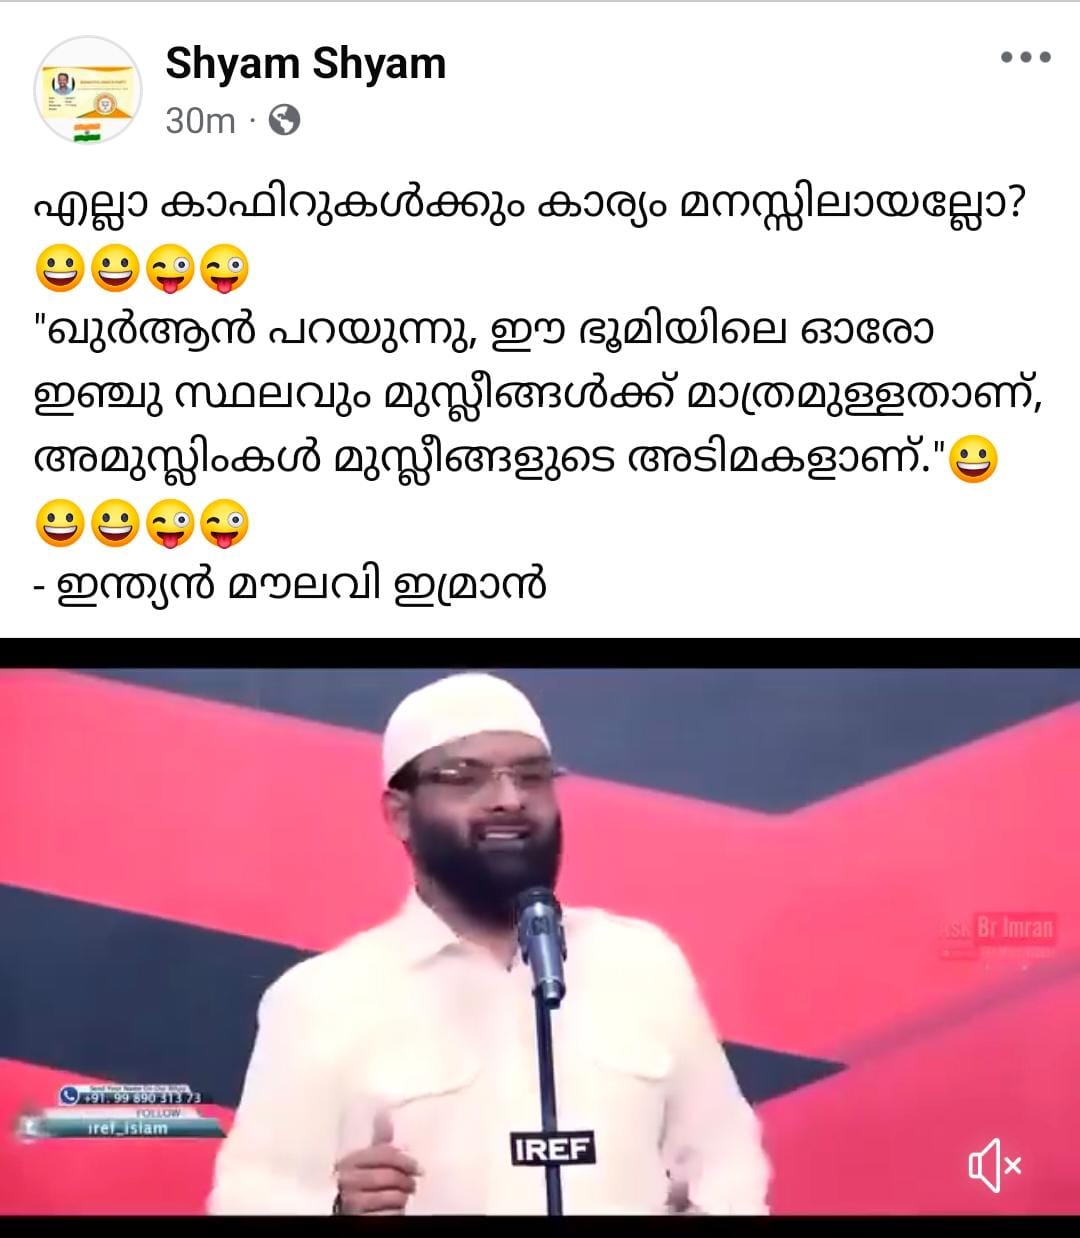 Shyam Shyam
30m
എല്ലാ കാഫിറുകൾക്കും കാര്യം മനസ്സിലായല്ലോ?
😀😀😜😜
"ഖുർആൻ പറയുന്നു, ഈ ഭൂമിയിലെ ഓരോ
ഇഞ്ചു സ്ഥലവും മുസ്ലീങ്ങൾക്ക് മാത്രമുള്ളതാണ്,
അമുസ്ലിംകൾ മുസ്ലീങ്ങളുടെ അടിമകളാണ്."😀
😀😀😜😜
- ഇന്ത്യൻ മൗലവി ഇമ്രാൻ
ASK Br Imran
+91. 99 890 313 73
FOLLOW
iref_islam
IREF